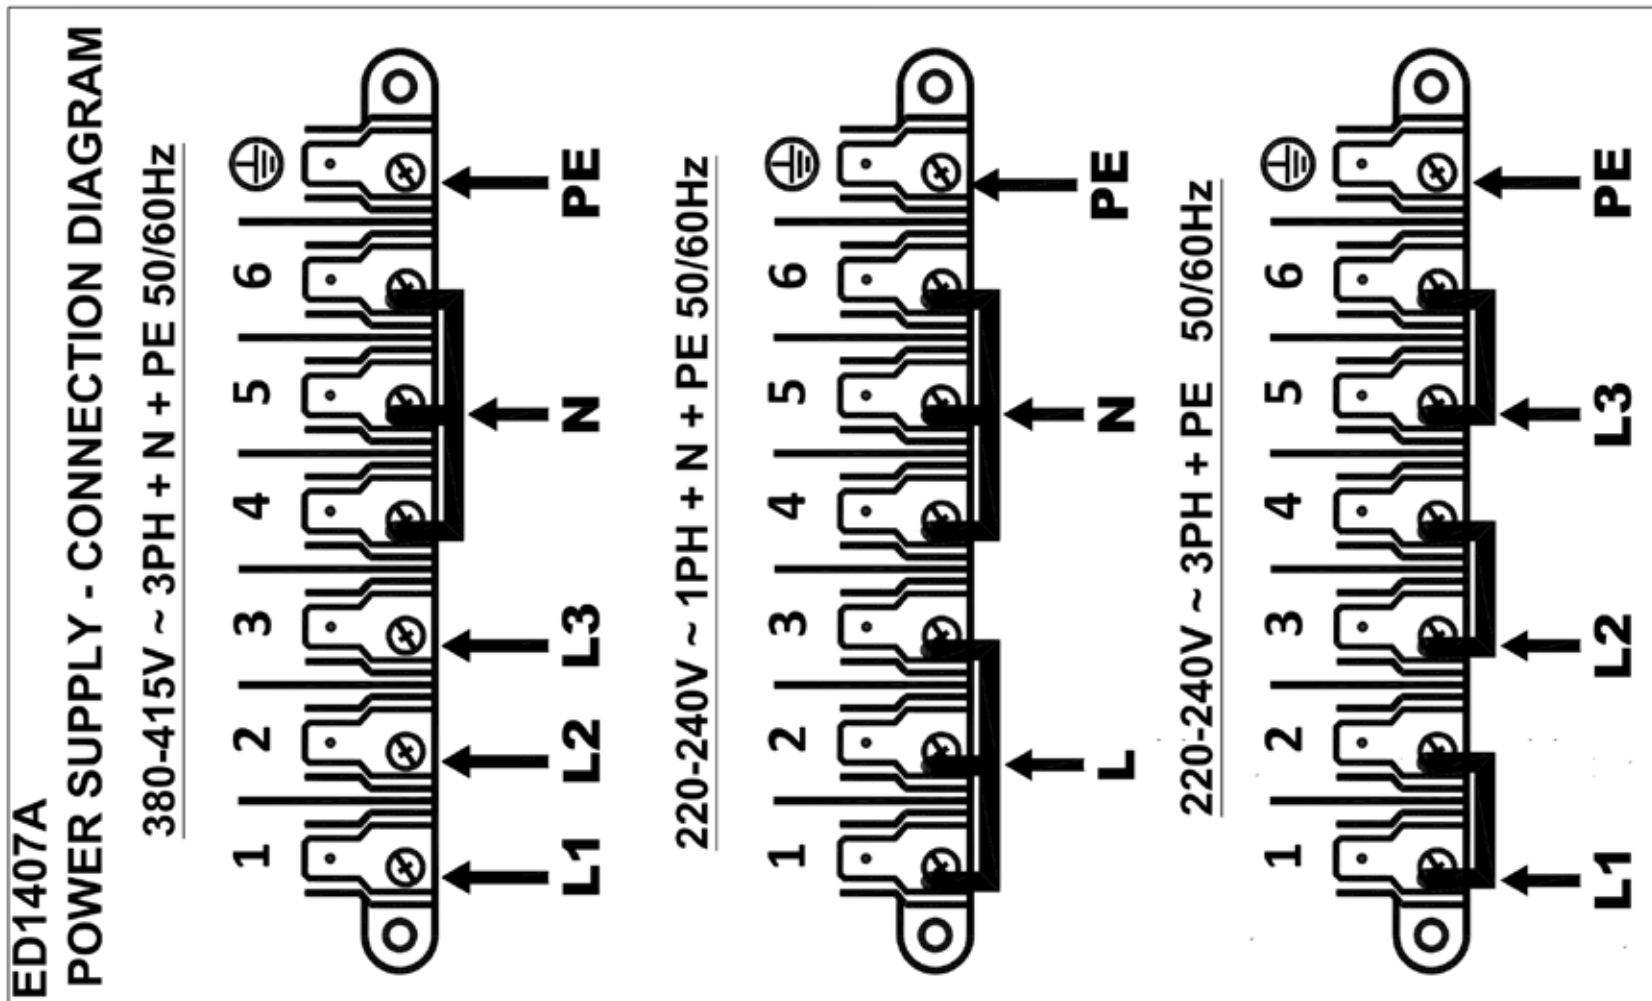 ED1407A
POWER SUPPLY - CONNECTION DIAGRAM
380-415V ~ 3PH + N + PE 50/60Hz
1 2 3 4 5 6
L1 L2 L3 N PE
220-240V ~ 1PH + N + PE 50/60Hz
1 2 3 4 5 6
L N PE
220-240V ~ 3PH + PE 50/60Hz
1 2 3 4 5 6
L1 L2 L3 PE